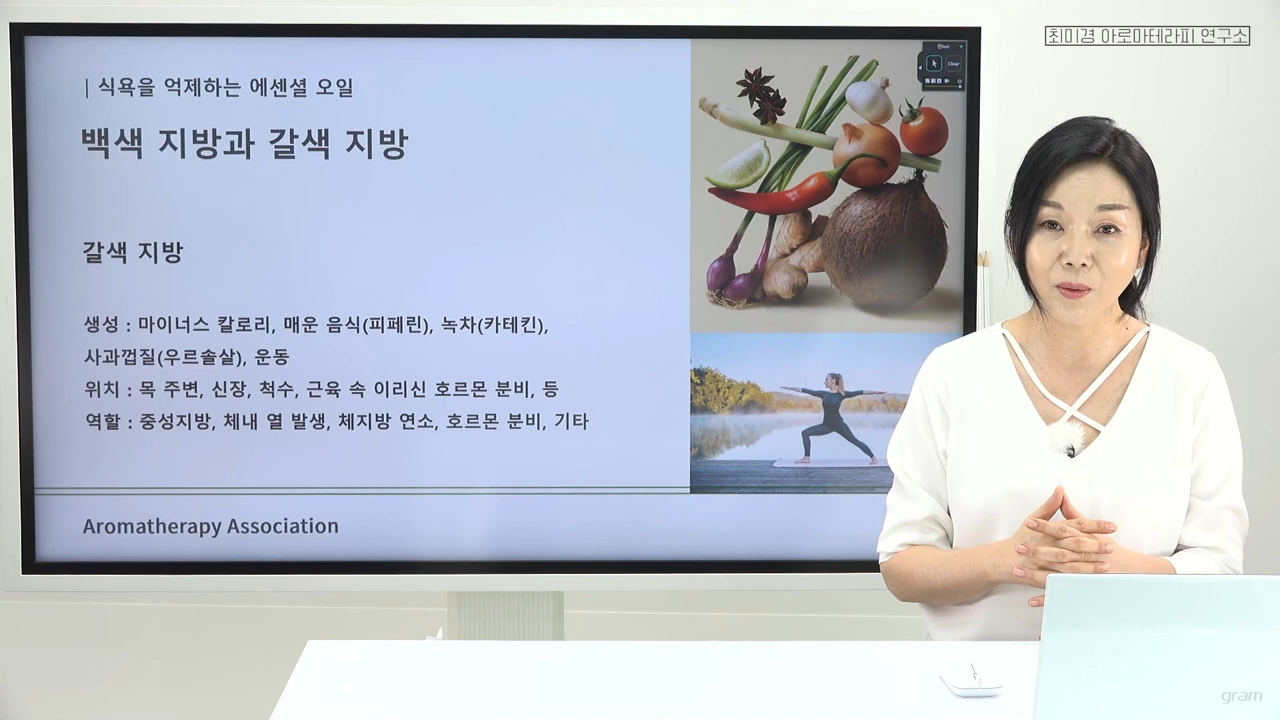 최미경 아로마테라피 연구소
| 식욕을 억제하는 에센셜 오일
백색 지방과 갈색 지방
갈색 지방
생성 : 마이너스 칼로리, 매운 음식(피페린), 녹차(카테킨),
사과껍질(우르솔살), 운동
위치 : 목 주변, 신장, 척수, 근육 속 이리신 호르몬 분비, 등
역할 : 중성지방, 체내 열 발생, 체지방 연소, 호르몬 분비, 기타
Aromatherapy Association
Clear
gram